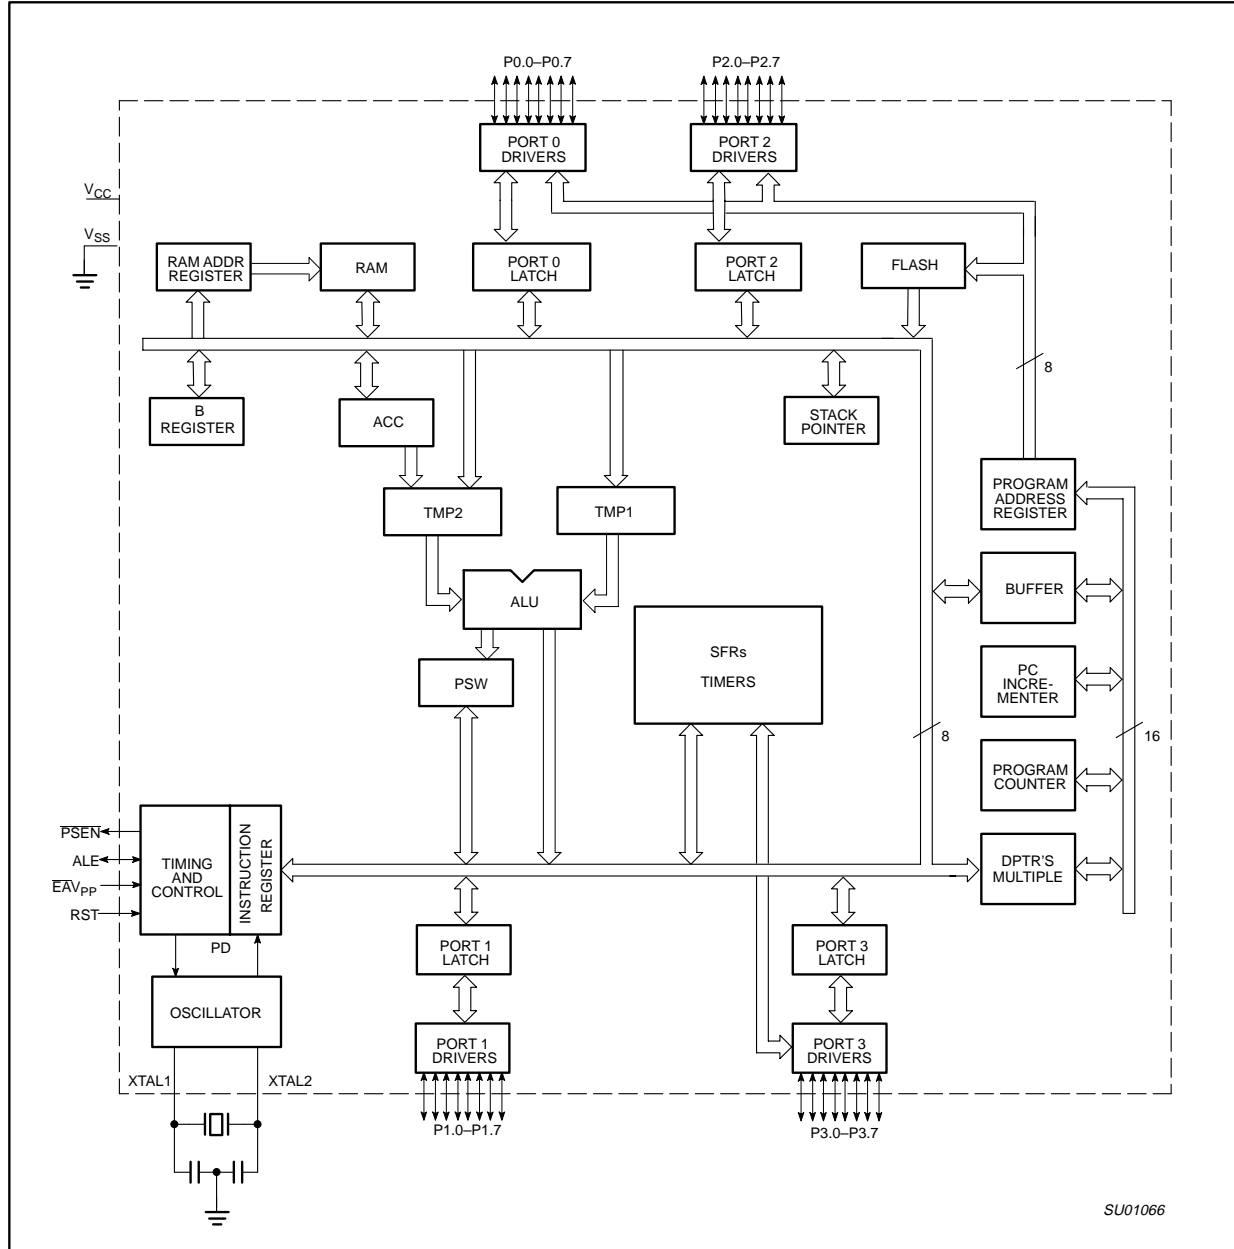 P0.0–P0.7
P2.0–P2.7
PORT 0
DRIVERS
PORT 2
DRIVERS
VCC
VSS
RAM ADDR
REGISTER
RAM
PORT 0
LATCH
PORT 2
LATCH
FLASH
8
B
REGISTER
ACC
STACK
POINTER
TMP2
TMP1
PROGRAM
ADDRESS
REGISTER
ALU
BUFFER
SFRs
TIMERS
PSW
PC
INCRE-
MENTER
8
16
PROGRAM
COUNTER
PSEN
ALE
EAVPP
RST
TIMING
AND
CONTROL
INSTRUCTION
REGISTER
DPTR'S
MULTIPLE
PD
PORT 1
LATCH
PORT 3
LATCH
OSCILLATOR
PORT 1
DRIVERS
PORT 3
DRIVERS
XTAL1
XTAL2
P1.0–P1.7
P3.0–P3.7
SU01066